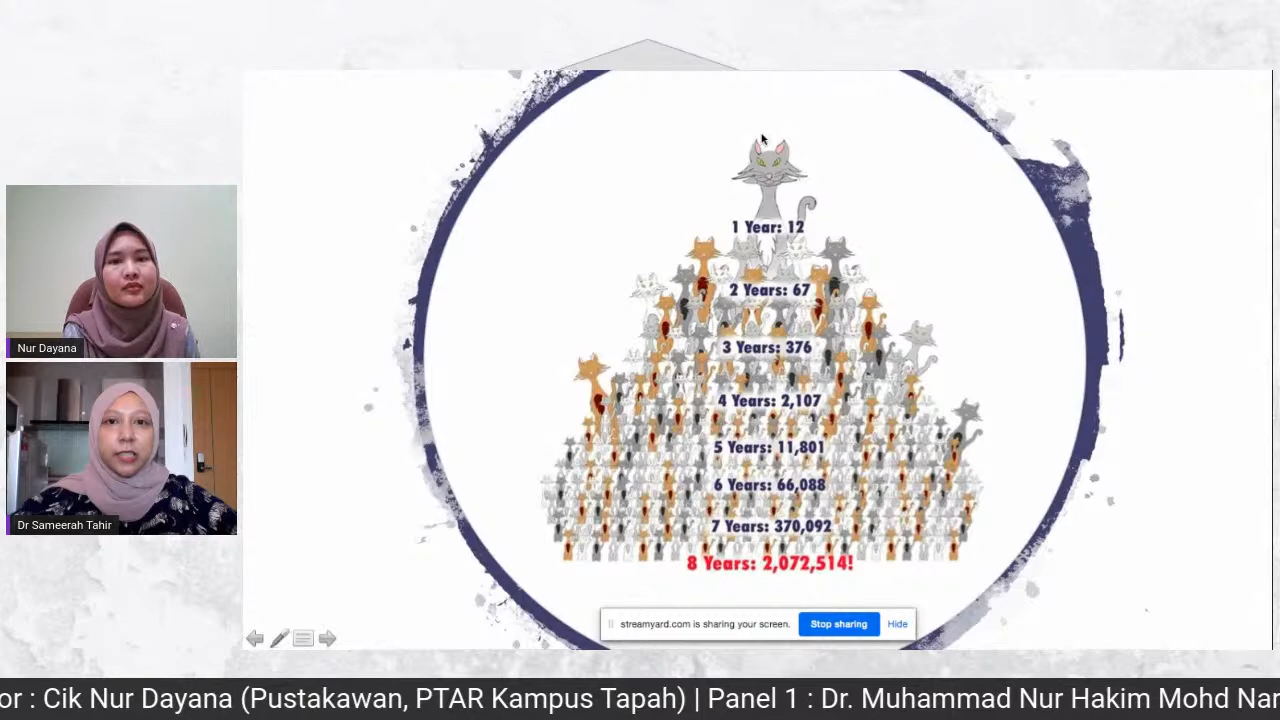 1 Year: 12
2 Years: 67
3 Years: 376
4 Years: 2,107
5 Years: 11,801
6 Years: 66,088
7 Years: 370,092
8 Years: 2,072,514!
Nur Dayana
Dr Sameerah Tahir
streamyard.com is sharing your screen. Stop sharing Hide
or : Cik Nur Dayana (Pustakawan, PTAR Kampus Tapah) | Panel 1 : Dr. Muhammad Nur Hakim Mohd Nar